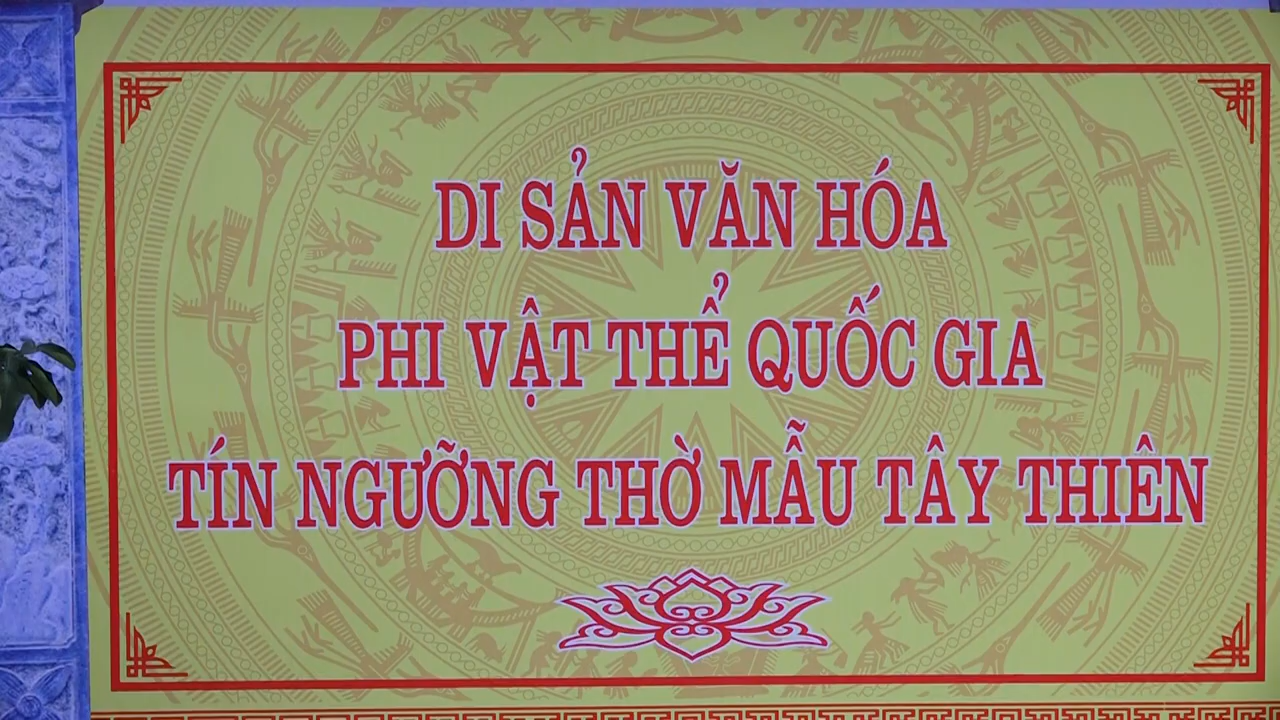 DI SẢN VĂN HÓA
PHI VẬT THỂ QUỐC GIA
TÍN NGƯỠNG THỜ MẪU TÂY THIÊN